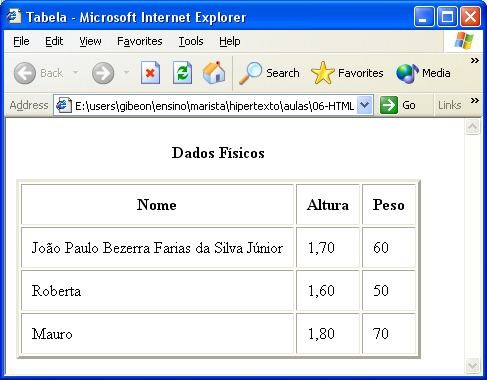 Tabela - Microsoft Internet Explorer
File Edit View Favorites Tools Help »
Back Search Favorites Media »
Address E:\users\gibeon\ensino\marista\hipertexto\aulas\06-HTML Go Links »
Dados Físicos
Nome Altura Peso
João Paulo Bezerra Farias da Silva Júnior 1,70 60
Roberta 1,60 50
Mauro 1,80 70